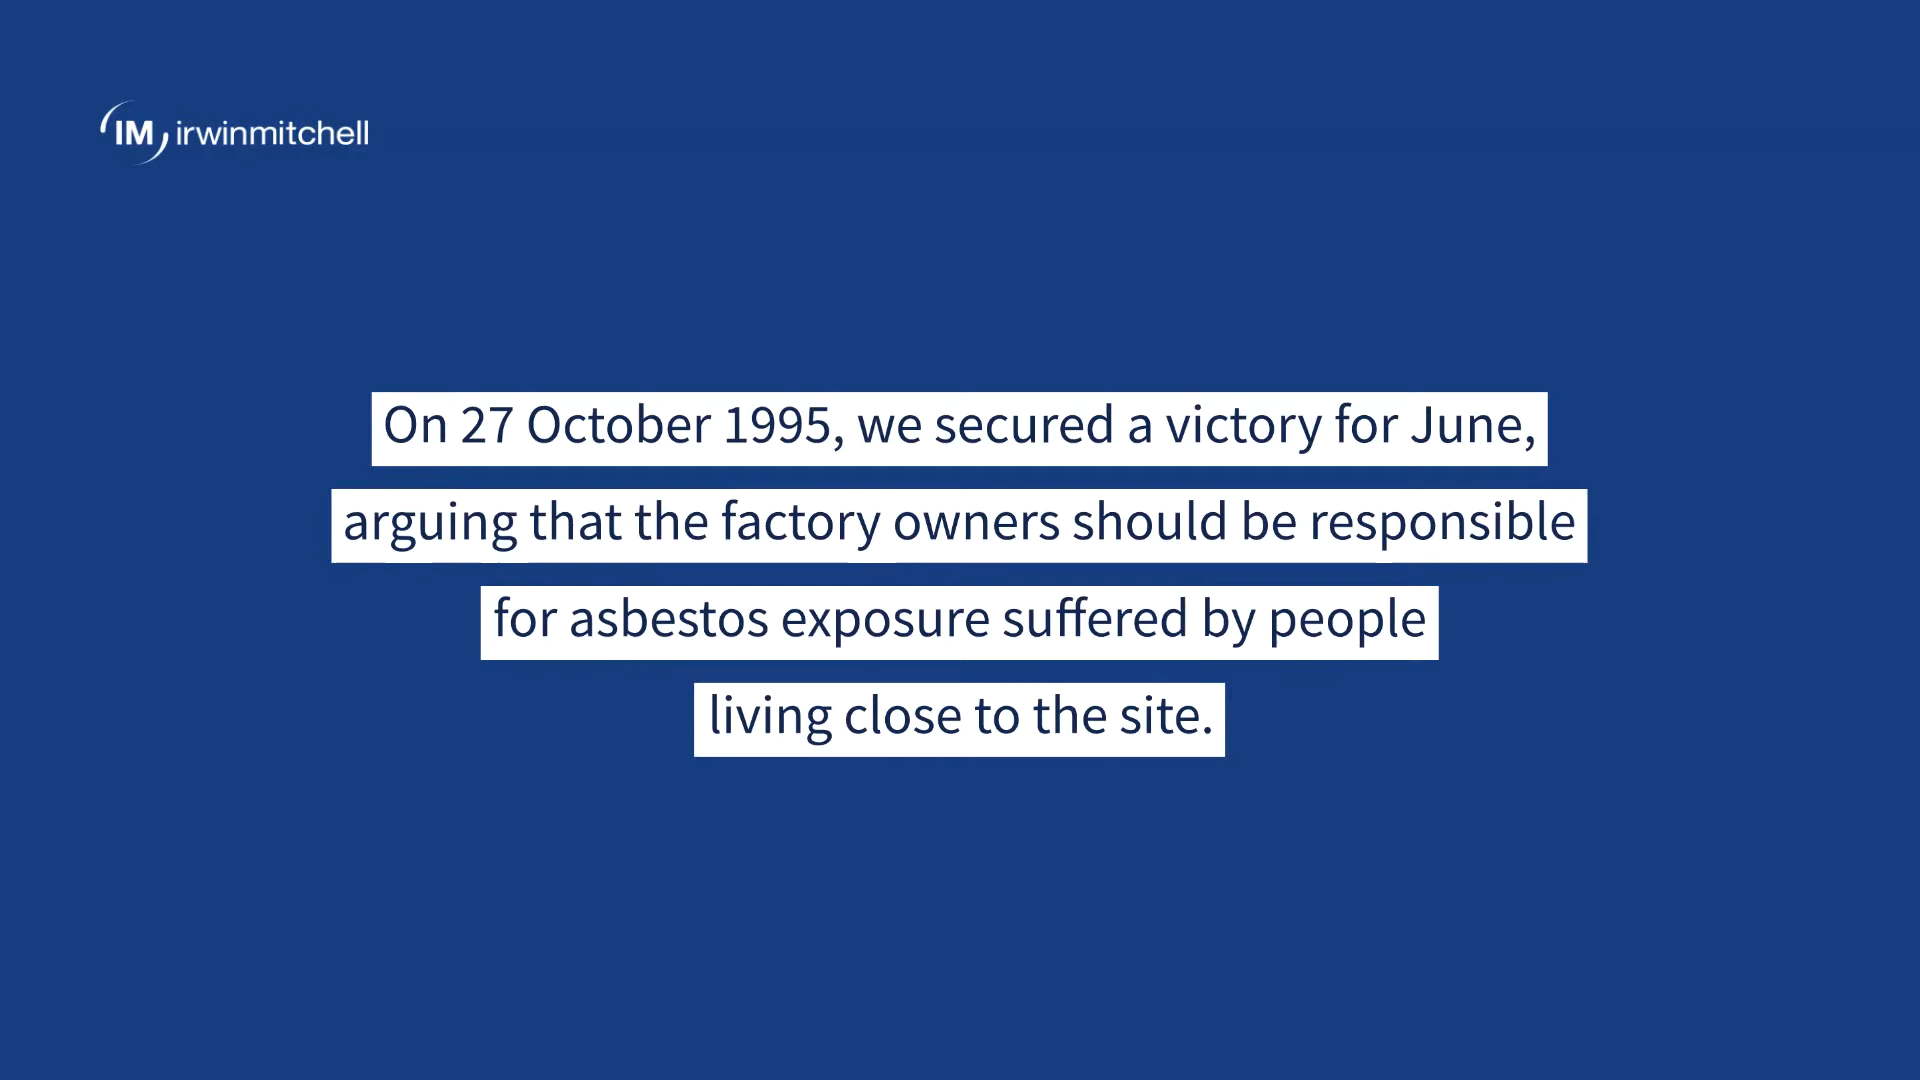 IM irwinmitchell
On 27 October 1995, we secured a victory for June,
arguing that the factory owners should be responsible
for asbestos exposure suffered by people
living close to the site.